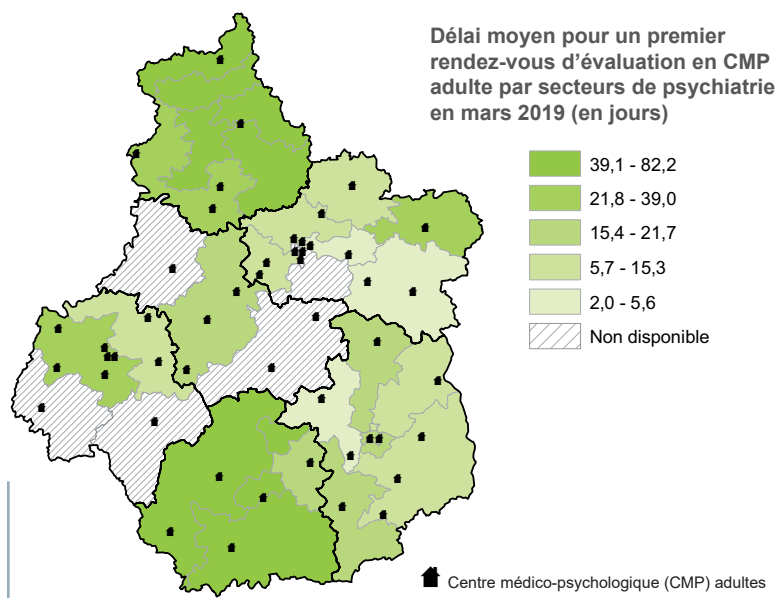 Délai moyen pour un premier
rendez-vous d'évaluation en CMP
adulte par secteurs de psychiatrie
en mars 2019 (en jours)
39,1 - 82,2
21,8 - 39,0
15,4 - 21,7
5,7 - 15,3
2,0 - 5,6
Non disponible
Centre médico-psychologique (CMP) adultes